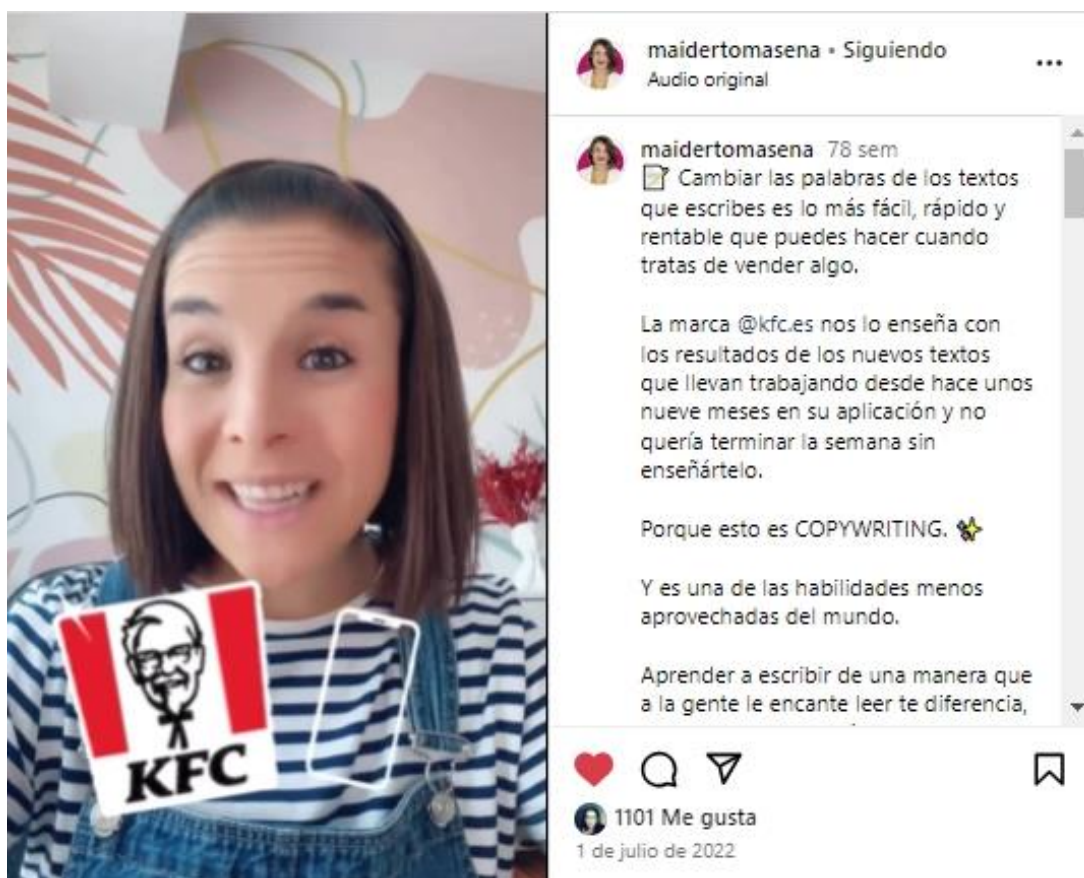 maidertomasena • Siguiendo
Audio original
maidertomasena 78 sem
📝 Cambiar las palabras de los textos
que escribes es lo más fácil, rápido y
rentable que puedes hacer cuando
tratas de vender algo.
La marca @kfc.es nos lo enseña con
los resultados de los nuevos textos
que llevan trabajando desde hace unos
nueve meses en su aplicación y no
quería terminar la semana sin
enseñártelo.
Porque esto es COPYWRITING. ✨
Y es una de las habilidades menos
aprovechadas del mundo.
Aprender a escribir de una manera que
a la gente le encante leer te diferencia,
KFC
1101 Me gusta
1 de julio de 2022